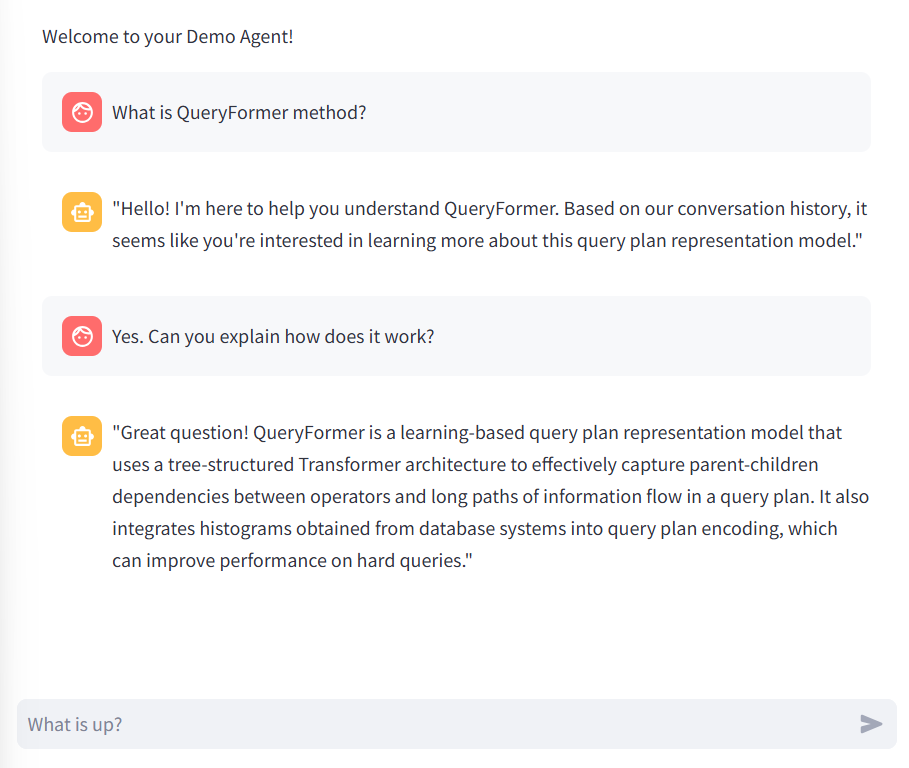 Welcome to your Demo Agent!
What is QueryFormer method?
"Hello! I'm here to help you understand QueryFormer. Based on our conversation history, it
seems like you're interested in learning more about this query plan representation model."
Yes. Can you explain how does it work?
"Great question! QueryFormer is a learning-based query plan representation model that
uses a tree-structured Transformer architecture to effectively capture parent-children
dependencies between operators and long paths of information flow in a query plan. It also
integrates histograms obtained from database systems into query plan encoding, which
can improve performance on hard queries."
What is up?